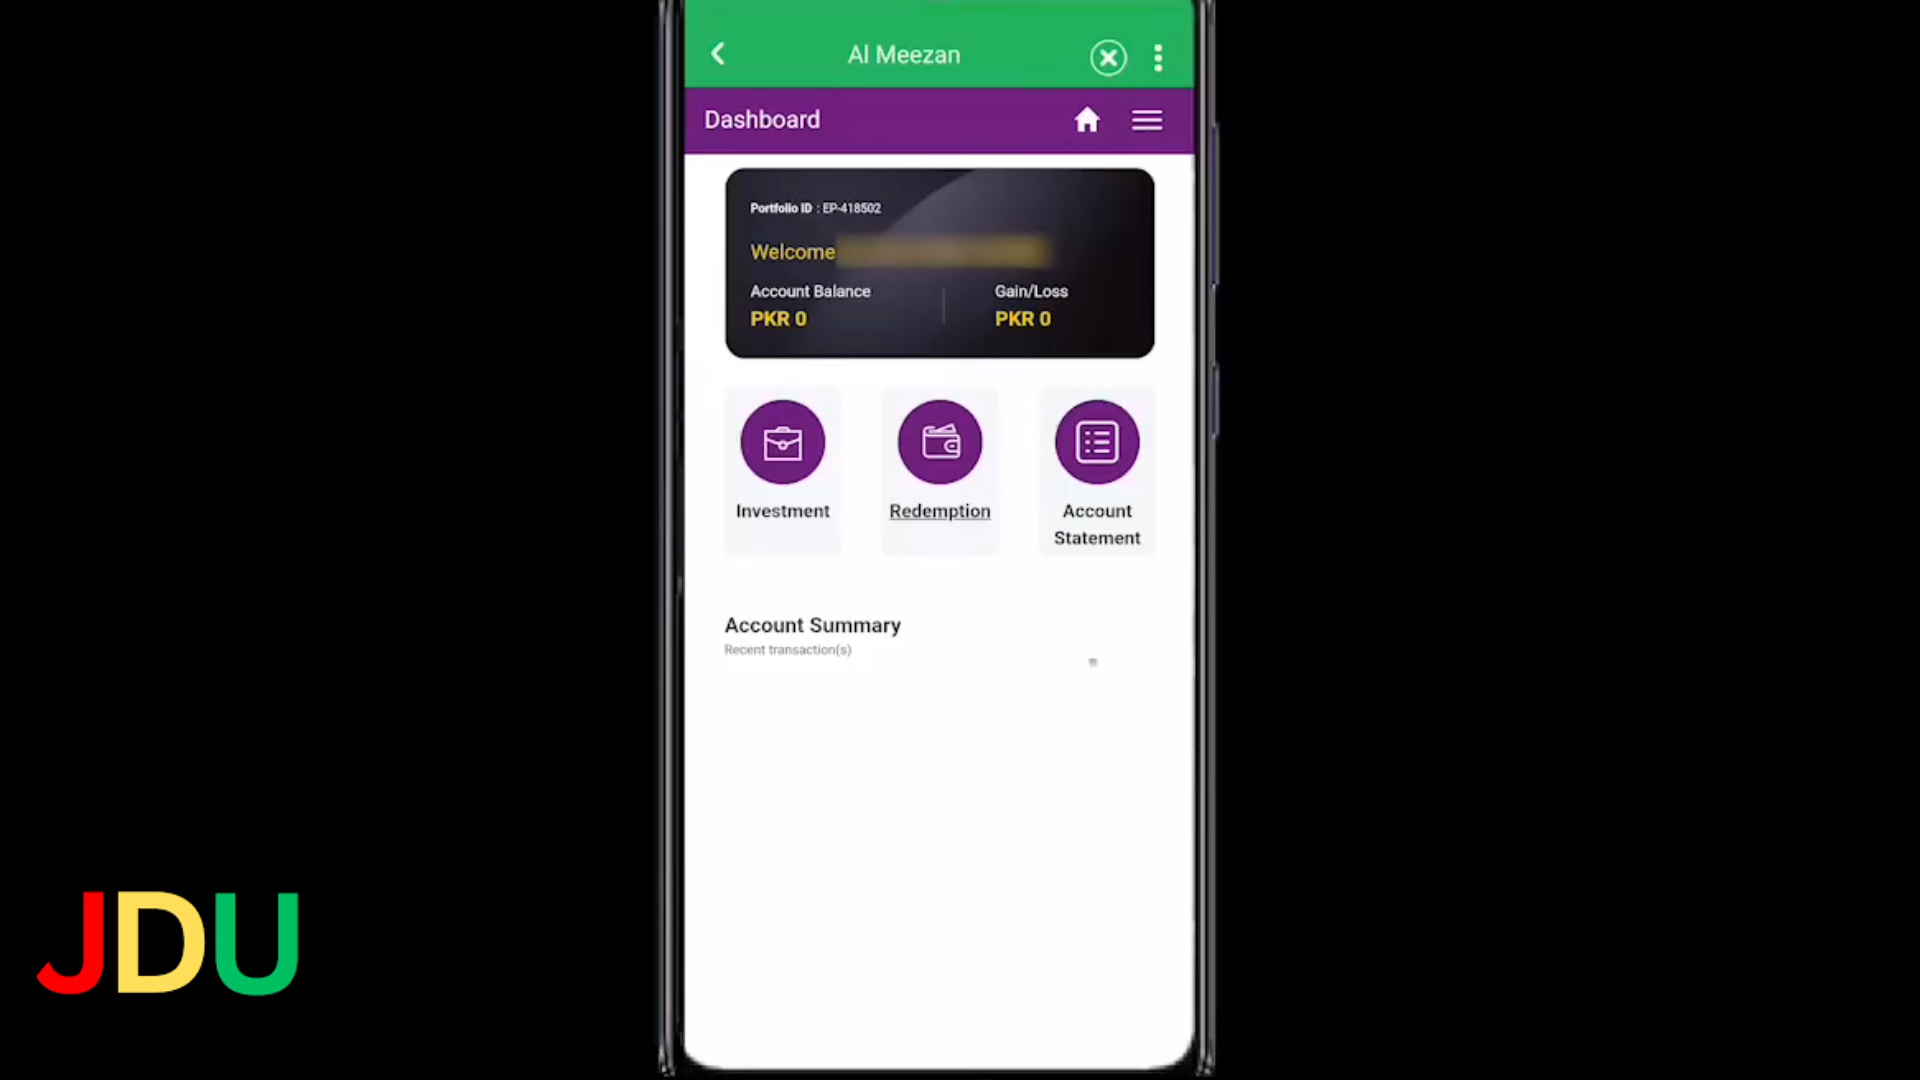 Al Meezan
Dashboard
Portfolio ID : EP-418502
Welcome
Account Balance
Gain/Loss
PKR 0
PKR 0
Investment
Redemption
Account
Statement
Account Summary
Recent transaction(s)
JDU